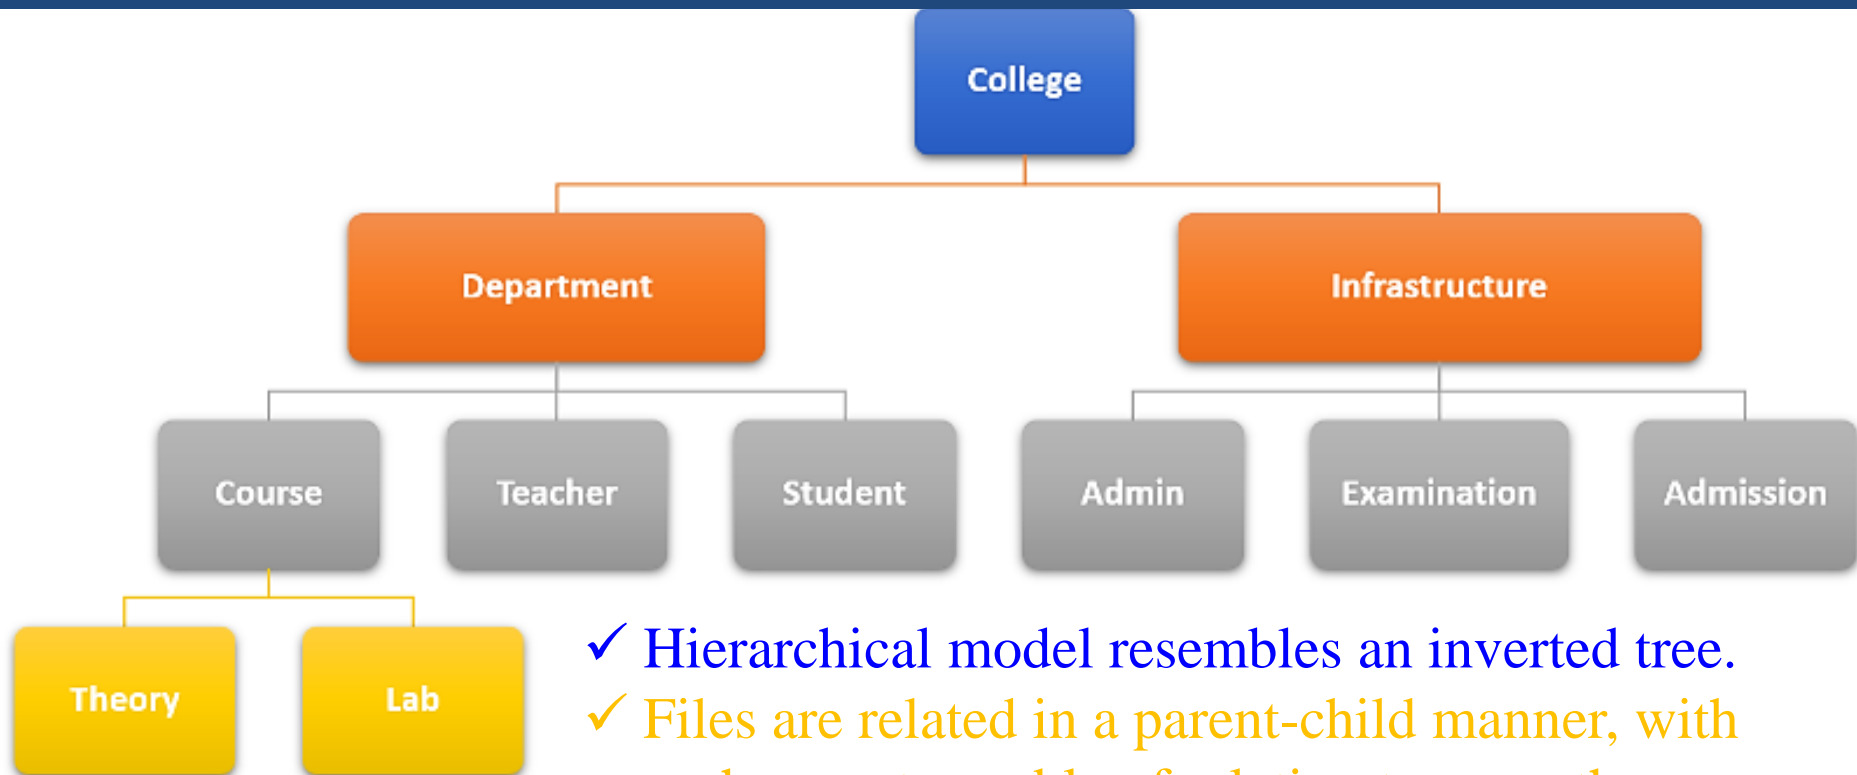 College
Department
Infrastructure
Course
Teacher
Student
Admin
Examination
Admission
Theory
Lab
✓ Hierarchical model resembles an inverted tree.
✓ Files are related in a parent-child manner, with